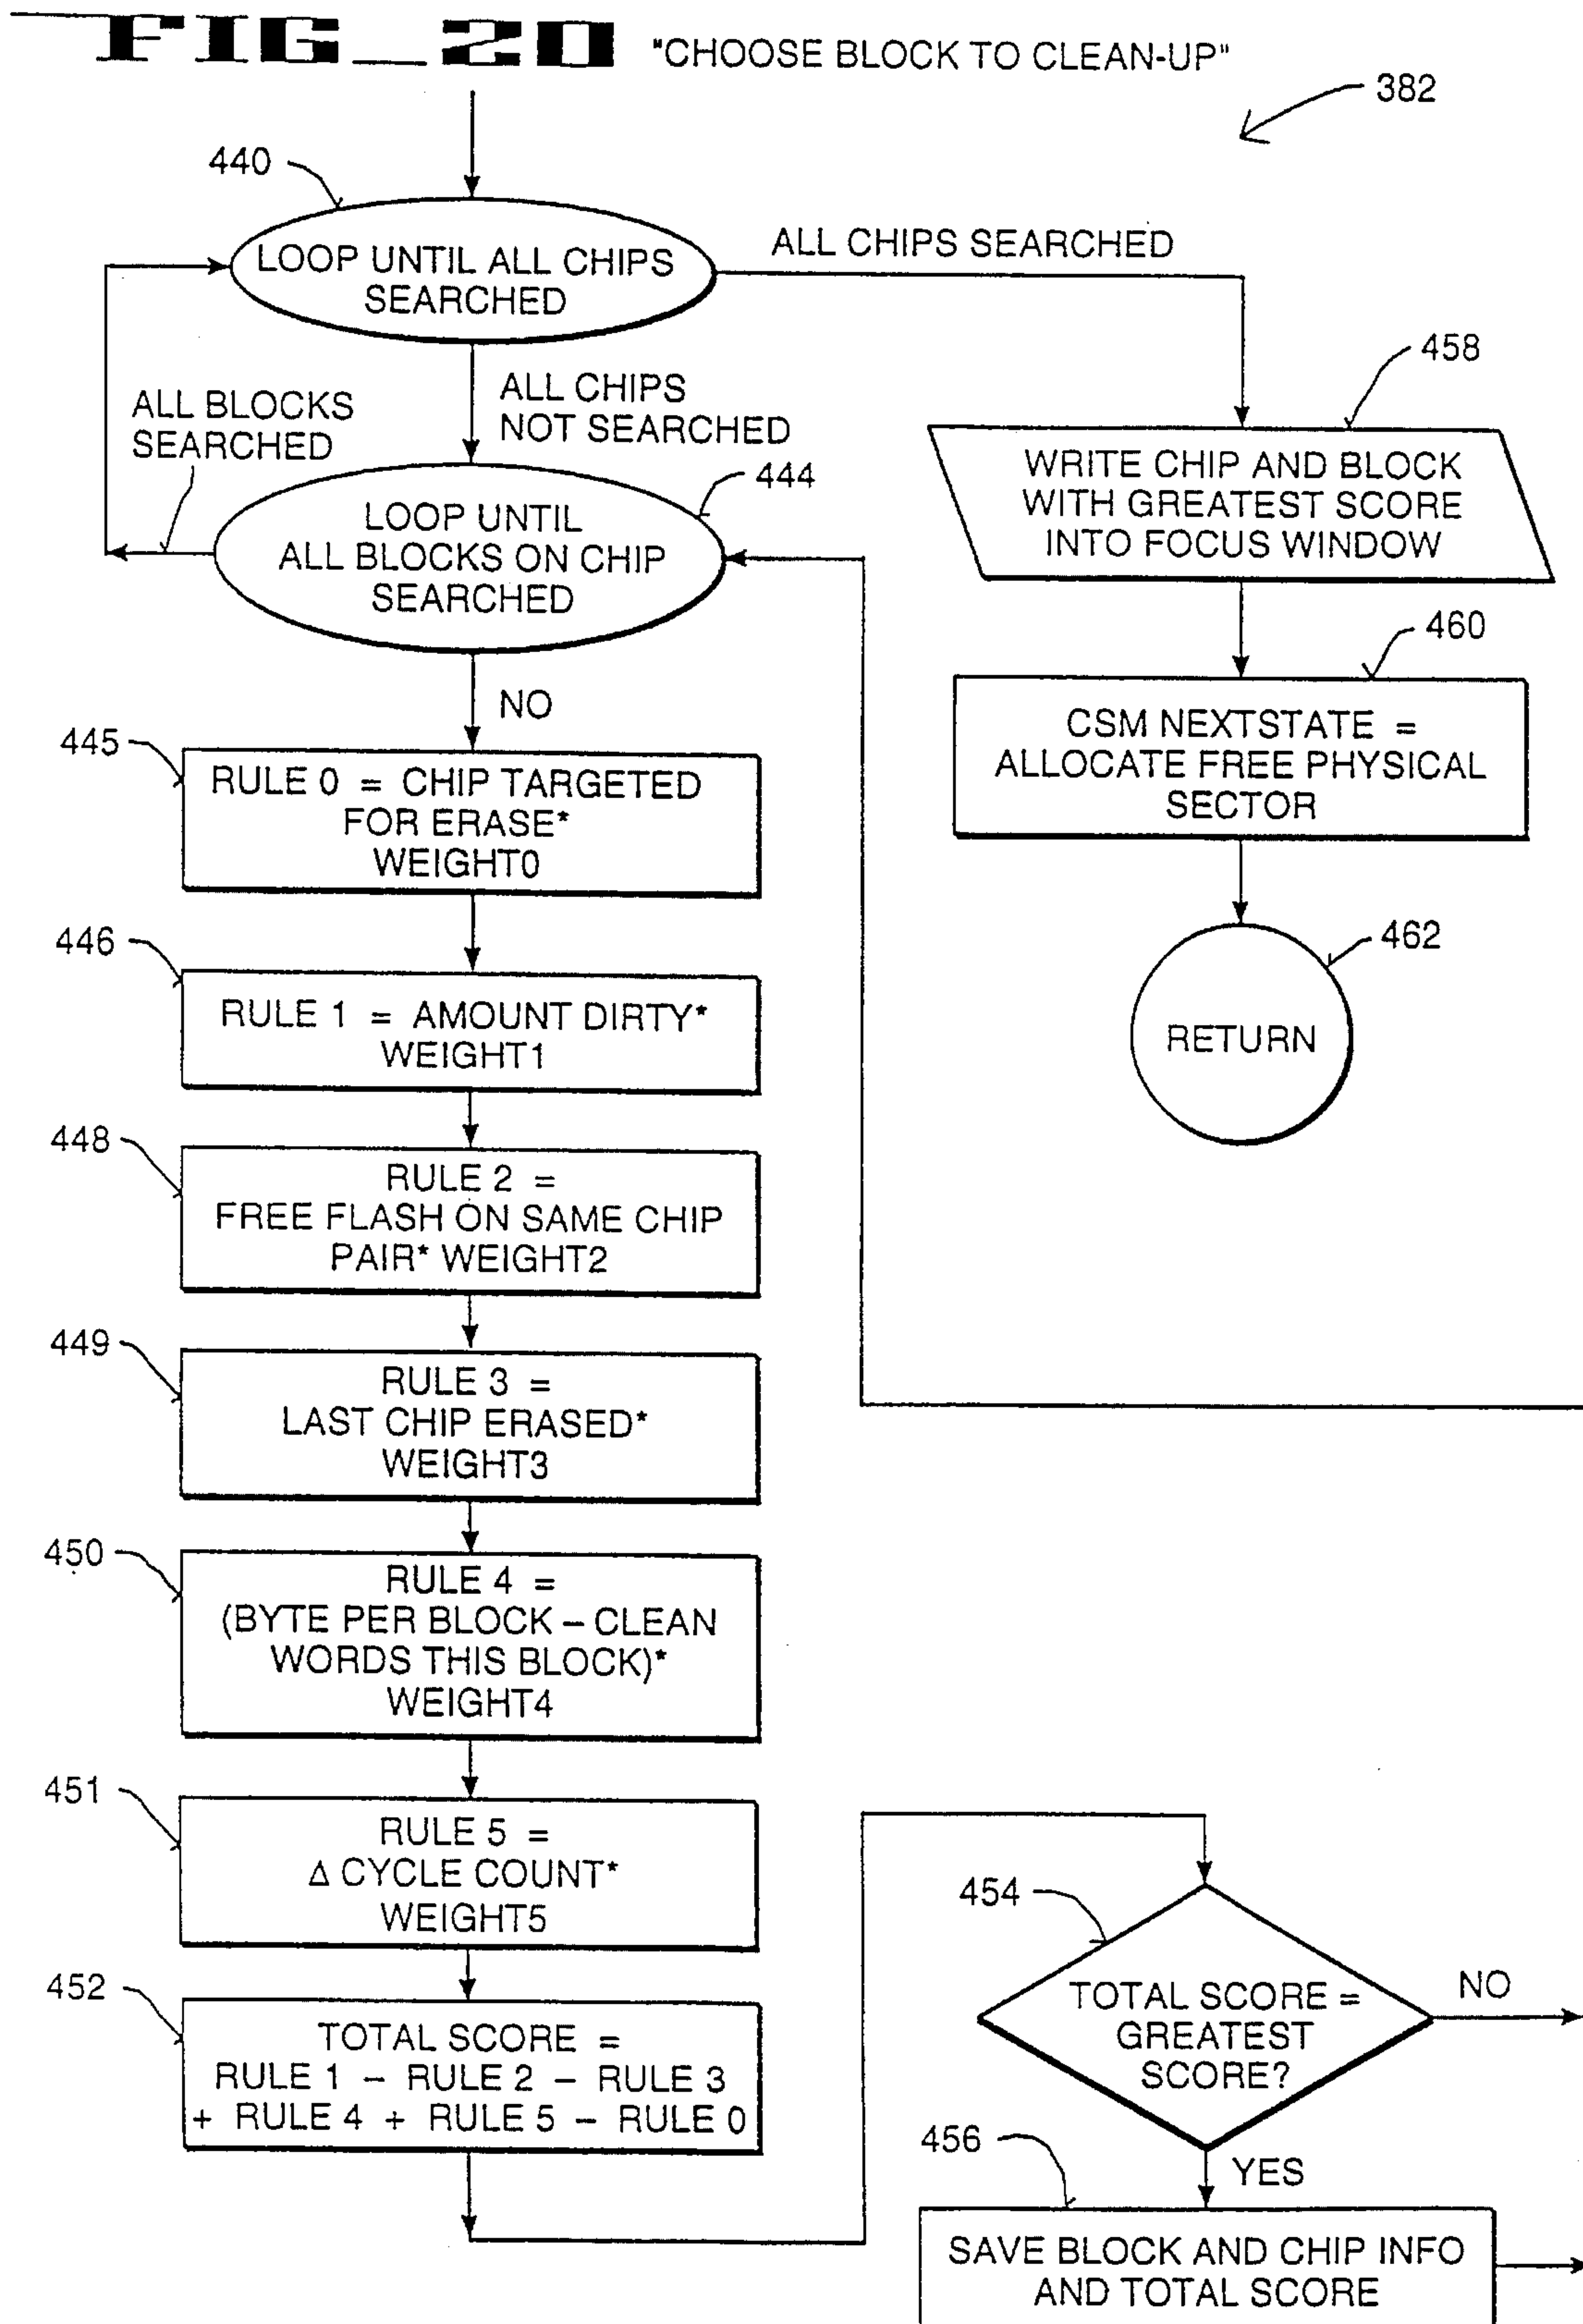 FIG_20 "CHOOSE BLOCK TO CLEAN-UP"
382
440
LOOP UNTIL ALL CHIPS
SEARCHED
ALL CHIPS SEARCHED
ALL CHIPS
NOT SEARCHED
ALL BLOCKS
SEARCHED
444
LOOP UNTIL
ALL BLOCKS ON CHIP
SEARCHED
NO
445
RULE 0 = CHIP TARGETED
FOR ERASE*
WEIGHT0
446
RULE 1 = AMOUNT DIRTY*
WEIGHT1
448
RULE 2 =
FREE FLASH ON SAME CHIP
PAIR* WEIGHT2
449
RULE 3 =
LAST CHIP ERASED*
WEIGHT3
450
RULE 4 =
(BYTE PER BLOCK – CLEAN
WORDS THIS BLOCK)*
WEIGHT4
451
RULE 5 =
Δ CYCLE COUNT*
WEIGHT5
452
TOTAL SCORE =
RULE 1 – RULE 2 – RULE 3
+ RULE 4 + RULE 5 – RULE 0
454
TOTAL SCORE =
GREATEST
SCORE?
NO
YES
456
SAVE BLOCK AND CHIP INFO
AND TOTAL SCORE
458
WRITE CHIP AND BLOCK
WITH GREATEST SCORE
INTO FOCUS WINDOW
460
CSM NEXTSTATE =
ALLOCATE FREE PHYSICAL
SECTOR
462
RETURN